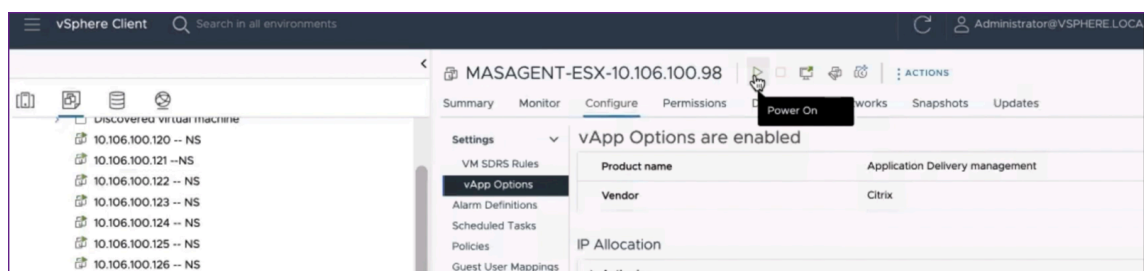 vSphere Client Search in all environments Administrator@VSPHERE.LOCA
MASAGENT-ESX-10.106.100.98 ACTIONS
Summary Monitor Configure Permissions D works Snapshots Updates
Power On
Discovered virtual machine
10.106.100.120 -- NS
10.106.100.121 --NS
10.106.100.122 -- NS
10.106.100.123 -- NS
10.106.100.124 -- NS
10.106.100.125 -- NS
10.106.100.126 -- NS
Settings
VM SDRS Rules
vApp Options
Alarm Definitions
Scheduled Tasks
Policies
Guest User Mappings
vApp Options are enabled
Product name Application Delivery management
Vendor Citrix
IP Allocation